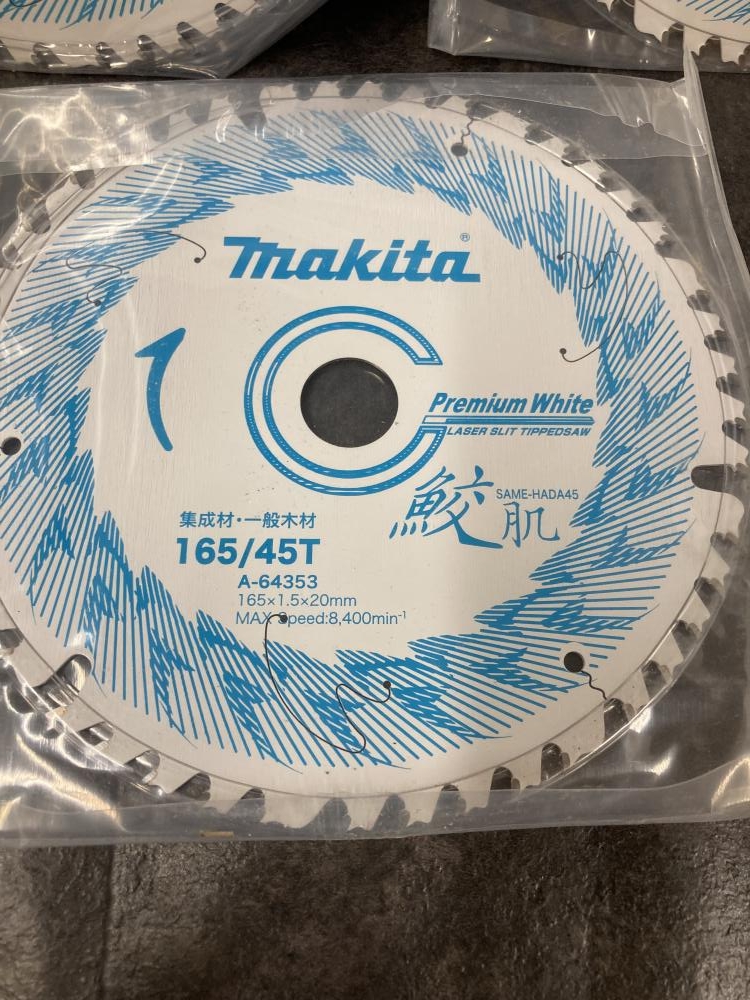 makita®
Premium White
LASER SLIT TIPPEDSAW
鮫肌
SAME-HADA45
集成材・一般木材
165/45T
A-64353
165×1.5×20mm
MAX Speed:8,400min⁻¹